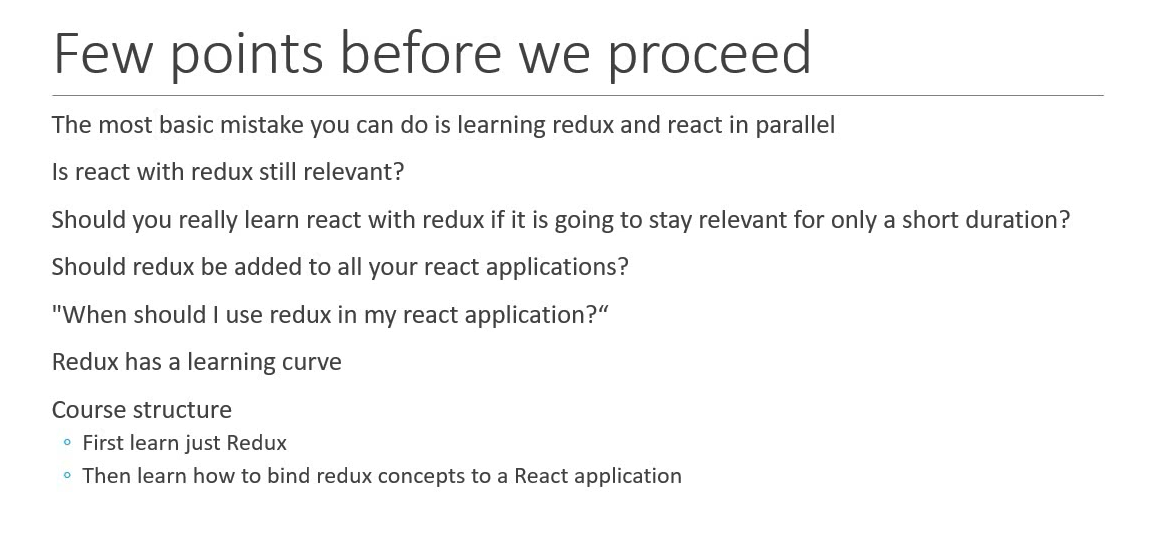 Few points before we proceed
The most basic mistake you can do is learning redux and react in parallel
Is react with redux still relevant?
Should you really learn react with redux if it is going to stay relevant for only a short duration?
Should redux be added to all your react applications?
"When should I use redux in my react application?“
Redux has a learning curve
Course structure
◦ First learn just Redux
◦ Then learn how to bind redux concepts to a React application